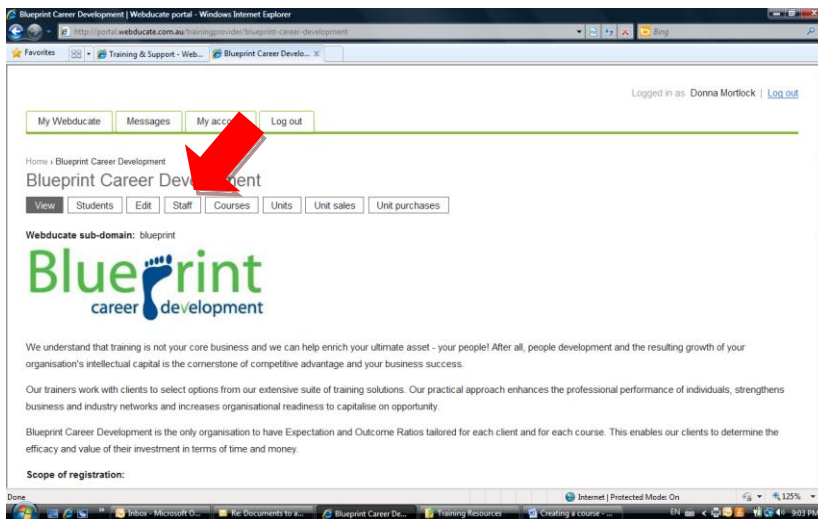 Blueprint Career Development | Webducate portal - Windows Internet Explorer
http://portal.webducate.com.au/trainingprovider/blueprint-career-development
Bing
Favorites
Training & Support - Web...
Blueprint Career Develo...
Logged in as Donna Mortlock | Log out
My Webducate
Messages
My acco
Log out
Home › Blueprint Career Development
Blueprint Career Dev ment
View
Students
Edit
Staff
Courses
Units
Unit sales
Unit purchases
Webducate sub-domain: blueprint
Blueprint
career development
We understand that training is not your core business and we can help enrich your ultimate asset - your people! After all, people development and the resulting growth of your
organisation's intellectual capital is the cornerstone of competitive advantage and your business success.
Our trainers work with clients to select options from our extensive suite of training solutions. Our practical approach enhances the professional performance of individuals, strengthens
business and industry networks and increases organisational readiness to capitalise on opportunity.
Blueprint Career Development is the only organisation to have Expectation and Outcome Ratios tailored for each client and for each course. This enables our clients to determine the
efficacy and value of their investment in terms of time and money.
Scope of registration:
Done
Internet | Protected Mode: On
125%
Inbox - Microsoft O...
Re: Documents to a...
Blueprint Career De...
Training Resources
Creating a course - ...
EN
9:03 PM